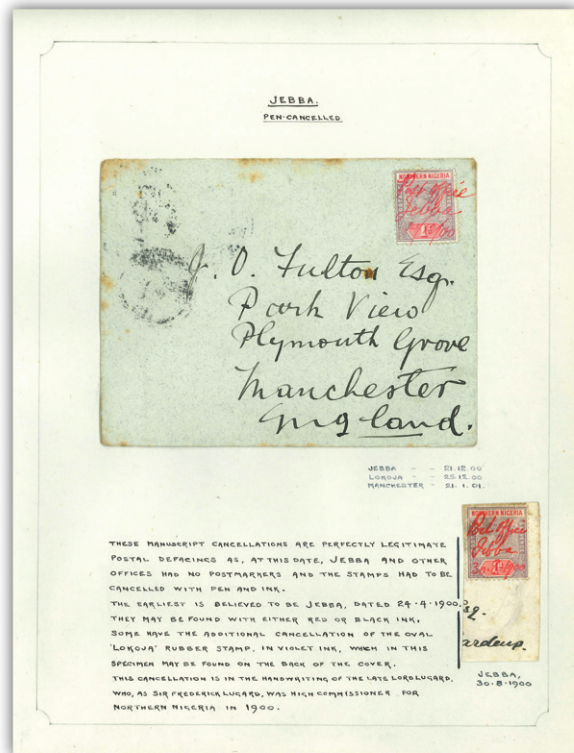 JEBBA.
PEN-CANCELLED
NORTHERN NIGERIA
Post office
Jebba
1d
J. O. Fulton Esq.
Park View
Plymouth Grove
Manchester
England.
JEBBA - - 21.12.00
LOKOJA - - 25.12.00
MANCHESTER - 21.1.01.
NORTHERN NIGERIA
Post office
Jebba
1d
sq.
ardens.
JEBBA,
30-8-1900
THESE MANUSCRIPT CANCELLATIONS ARE PERFECTLY LEGITIMATE
POSTAL DEFACINGS AS, AT THIS DATE, JEBBA AND OTHER
OFFICES HAD NO POSTMARKERS AND THE STAMPS HAD TO BE
CANCELLED WITH PEN AND INK.
THE EARLIEST IS BELIEVED TO BE JEBBA, DATED 24-4-1900.
THEY MAY BE FOUND WITH EITHER RED OR BLACK INK.
SOME HAVE THE ADDITIONAL CANCELLATION OF THE OVAL
'LOKOJA' RUBBER STAMP, IN VIOLET INK, WHICH IN THIS
SPECIMEN MAY BE FOUND ON THE BACK OF THE COVER.
THIS CANCELLATION IS IN THE HANDWRITING OF THE LATE LORD LUGARD,
WHO, AS SIR FREDERICK LUGARD, WAS HIGH COMMISSIONER FOR
NORTHERN NIGERIA IN 1900.